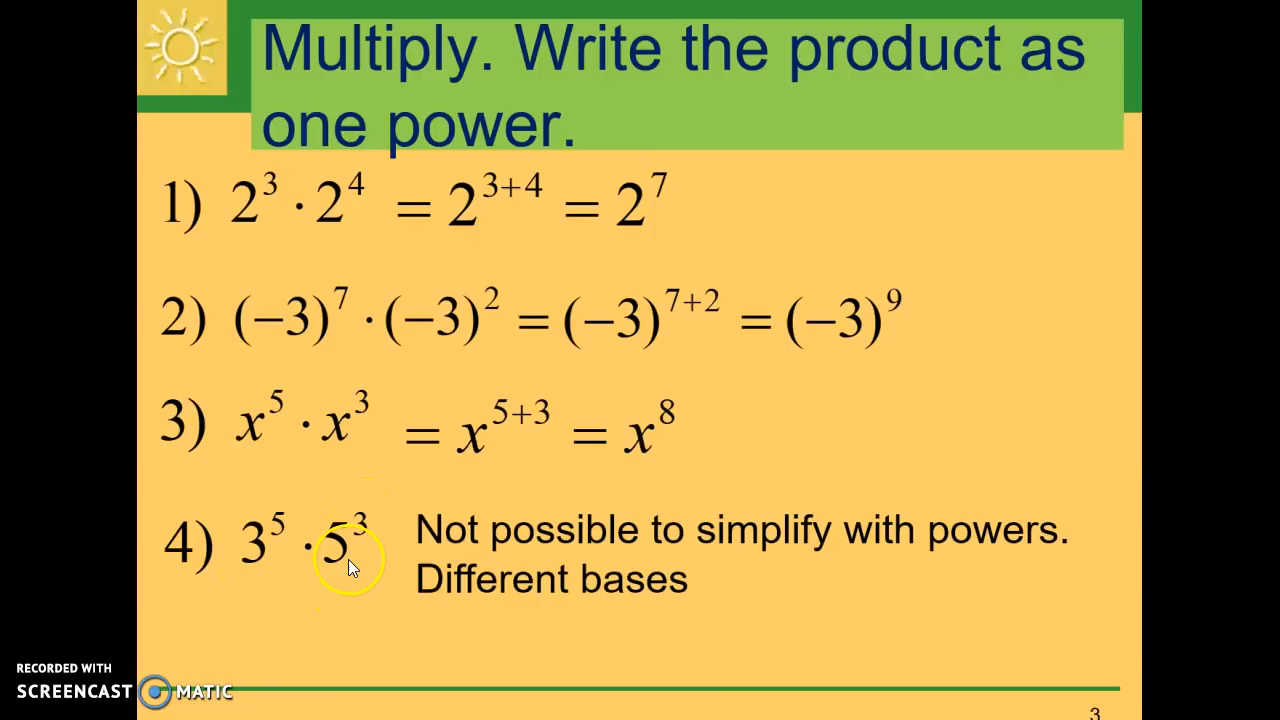 Multiply. Write the product as
one power.
1) 2³ · 2⁴ = 2³⁺⁴ = 2⁷
2) (−3)⁷ · (−3)² = (−3)⁷⁺² = (−3)⁹
3) x⁵ · x³ = x⁵⁺³ = x⁸
4) 3⁵ · 5³ Not possible to simplify with powers.
Different bases
RECORDED WITH
SCREENCAST MATIC
3